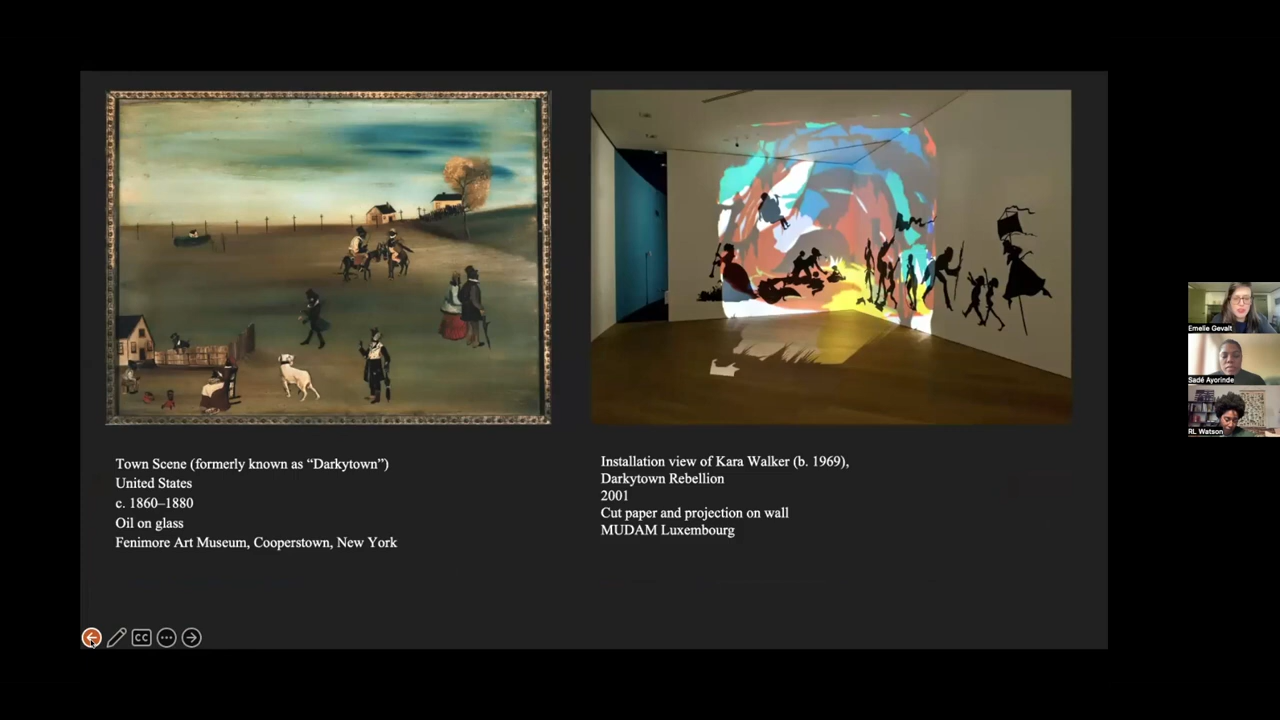 Town Scene (formerly known as “Darkytown”)
United States
c. 1860–1880
Oil on glass
Fenimore Art Museum, Cooperstown, New York
Installation view of Kara Walker (b. 1969),
Darkytown Rebellion
2001
Cut paper and projection on wall
MUDAM Luxembourg
Emelie Gevalt
Sadé Ayorinde
RL Watson
CC